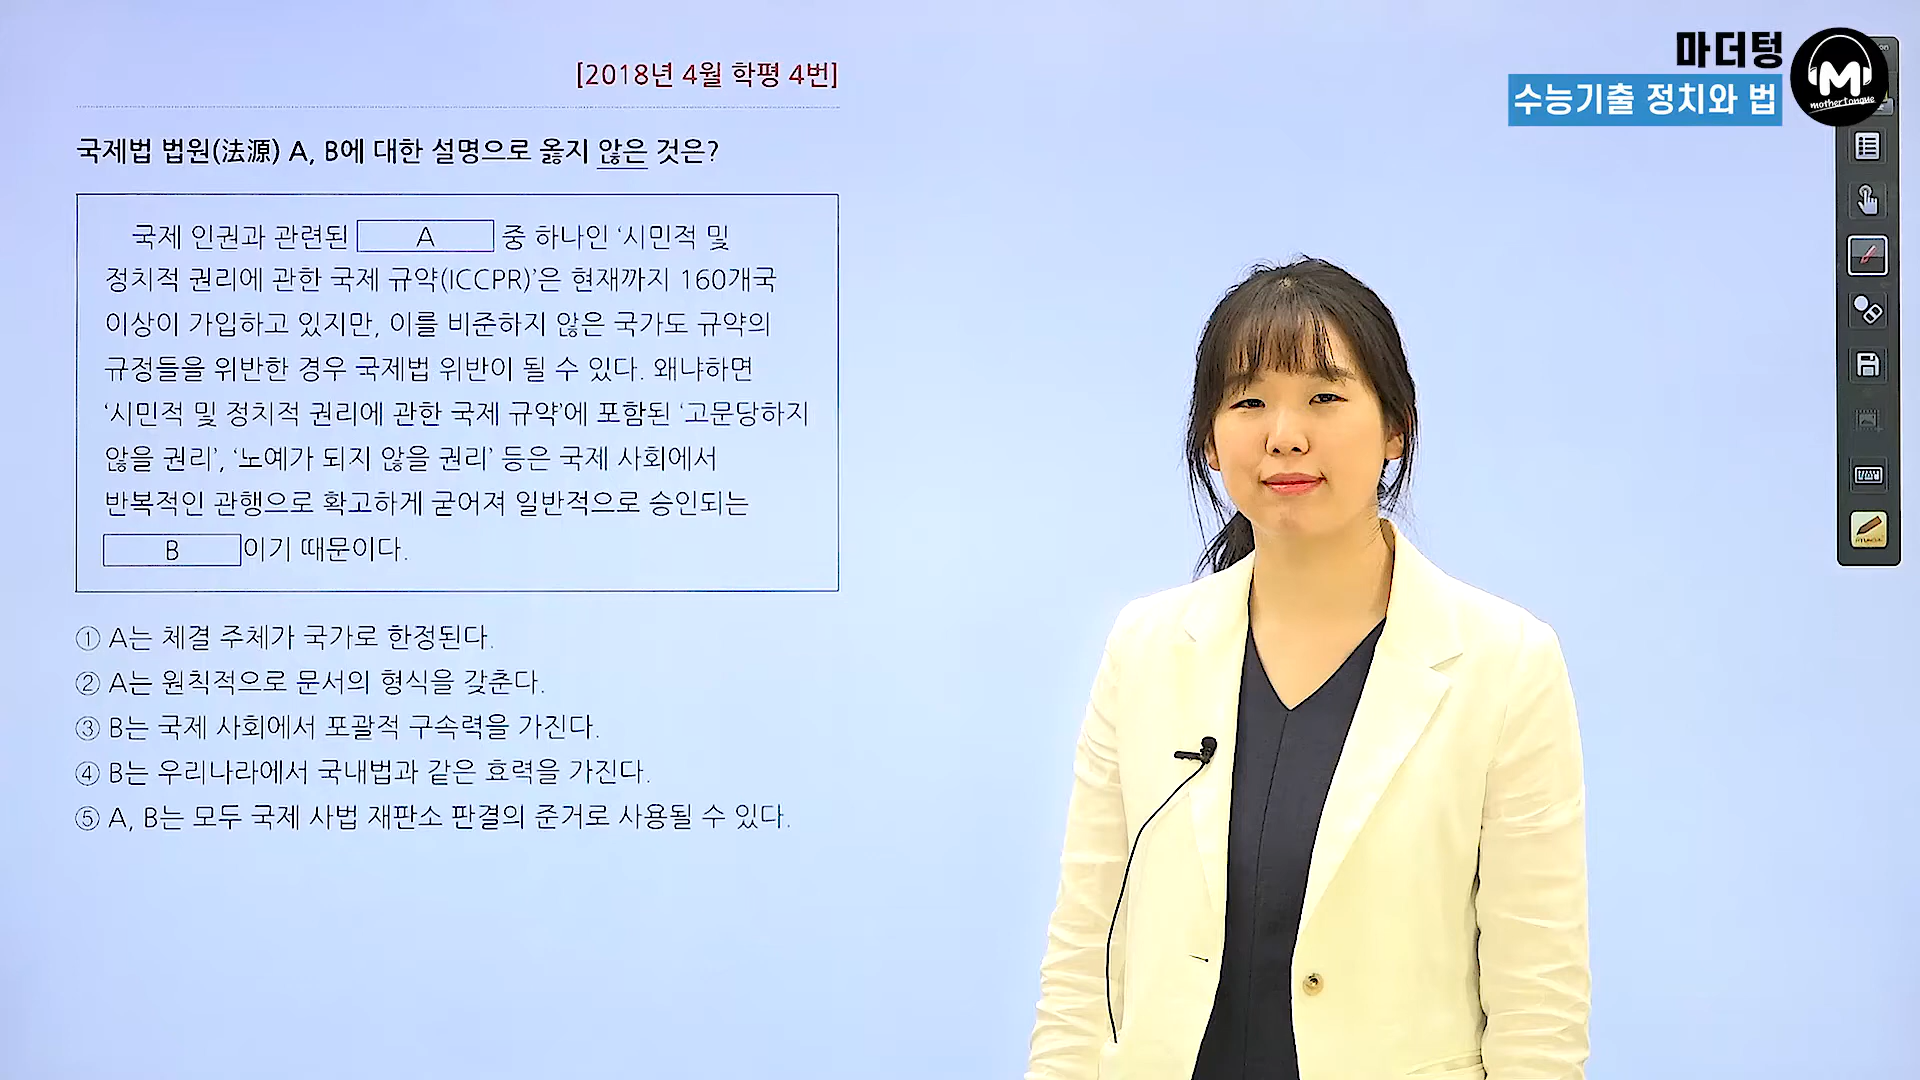 [2018년 4월 학평 4번]
마더텅
수능기출 정치와 법
M
mothertongue
국제법 법원(法源) A, B에 대한 설명으로 옳지 않은 것은?
국제 인권과 관련된 A 중 하나인 ‘시민적 및
정치적 권리에 관한 국제 규약(ICCPR)’은 현재까지 160개국
이상이 가입하고 있지만, 이를 비준하지 않은 국가도 규약의
규정들을 위반한 경우 국제법 위반이 될 수 있다. 왜냐하면
‘시민적 및 정치적 권리에 관한 국제 규약’에 포함된 ‘고문당하지
않을 권리’, ‘노예가 되지 않을 권리’ 등은 국제 사회에서
반복적인 관행으로 확고하게 굳어져 일반적으로 승인되는
B 이기 때문이다.
① A는 체결 주체가 국가로 한정된다.
② A는 원칙적으로 문서의 형식을 갖춘다.
③ B는 국제 사회에서 포괄적 구속력을 가진다.
④ B는 우리나라에서 국내법과 같은 효력을 가진다.
⑤ A, B는 모두 국제 사법 재판소 판결의 준거로 사용될 수 있다.